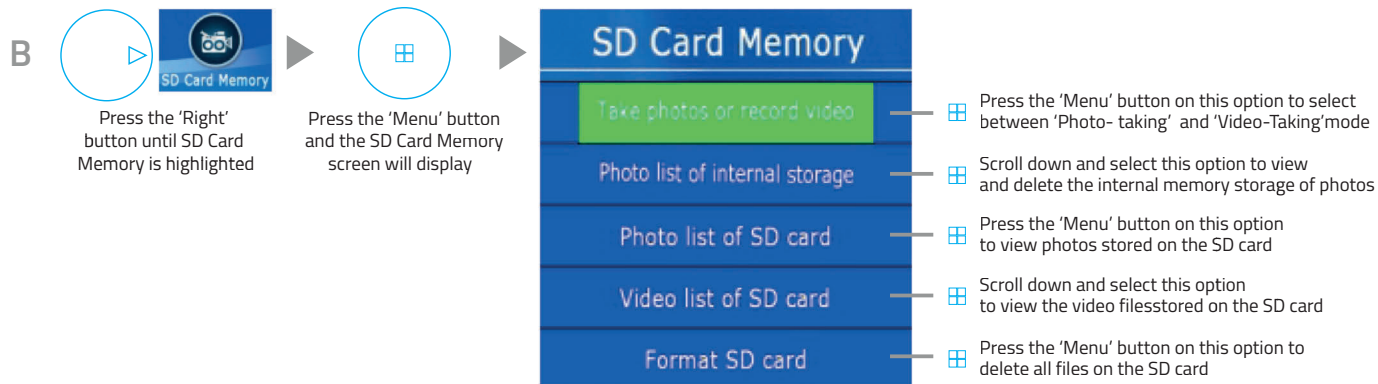 B
SD Card Memory
Press the ‘Right’
button until SD Card
Memory is highlighted
Press the ‘Menu’ button
and the SD Card Memory
screen will display
SD Card Memory
Take photos or record video
Photo list of internal storage
Photo list of SD card
Video list of SD card
Format SD card
Press the ‘Menu’ button on this option to select
between ‘Photo- taking’ and ‘Video-Taking’mode
Scroll down and select this option to view
and delete the internal memory storage of photos
Press the ‘Menu’ button on this option
to view photos stored on the SD card
Scroll down and select this option
to view the video filesstored on the SD card
Press the ‘Menu’ button on this option to
delete all files on the SD card